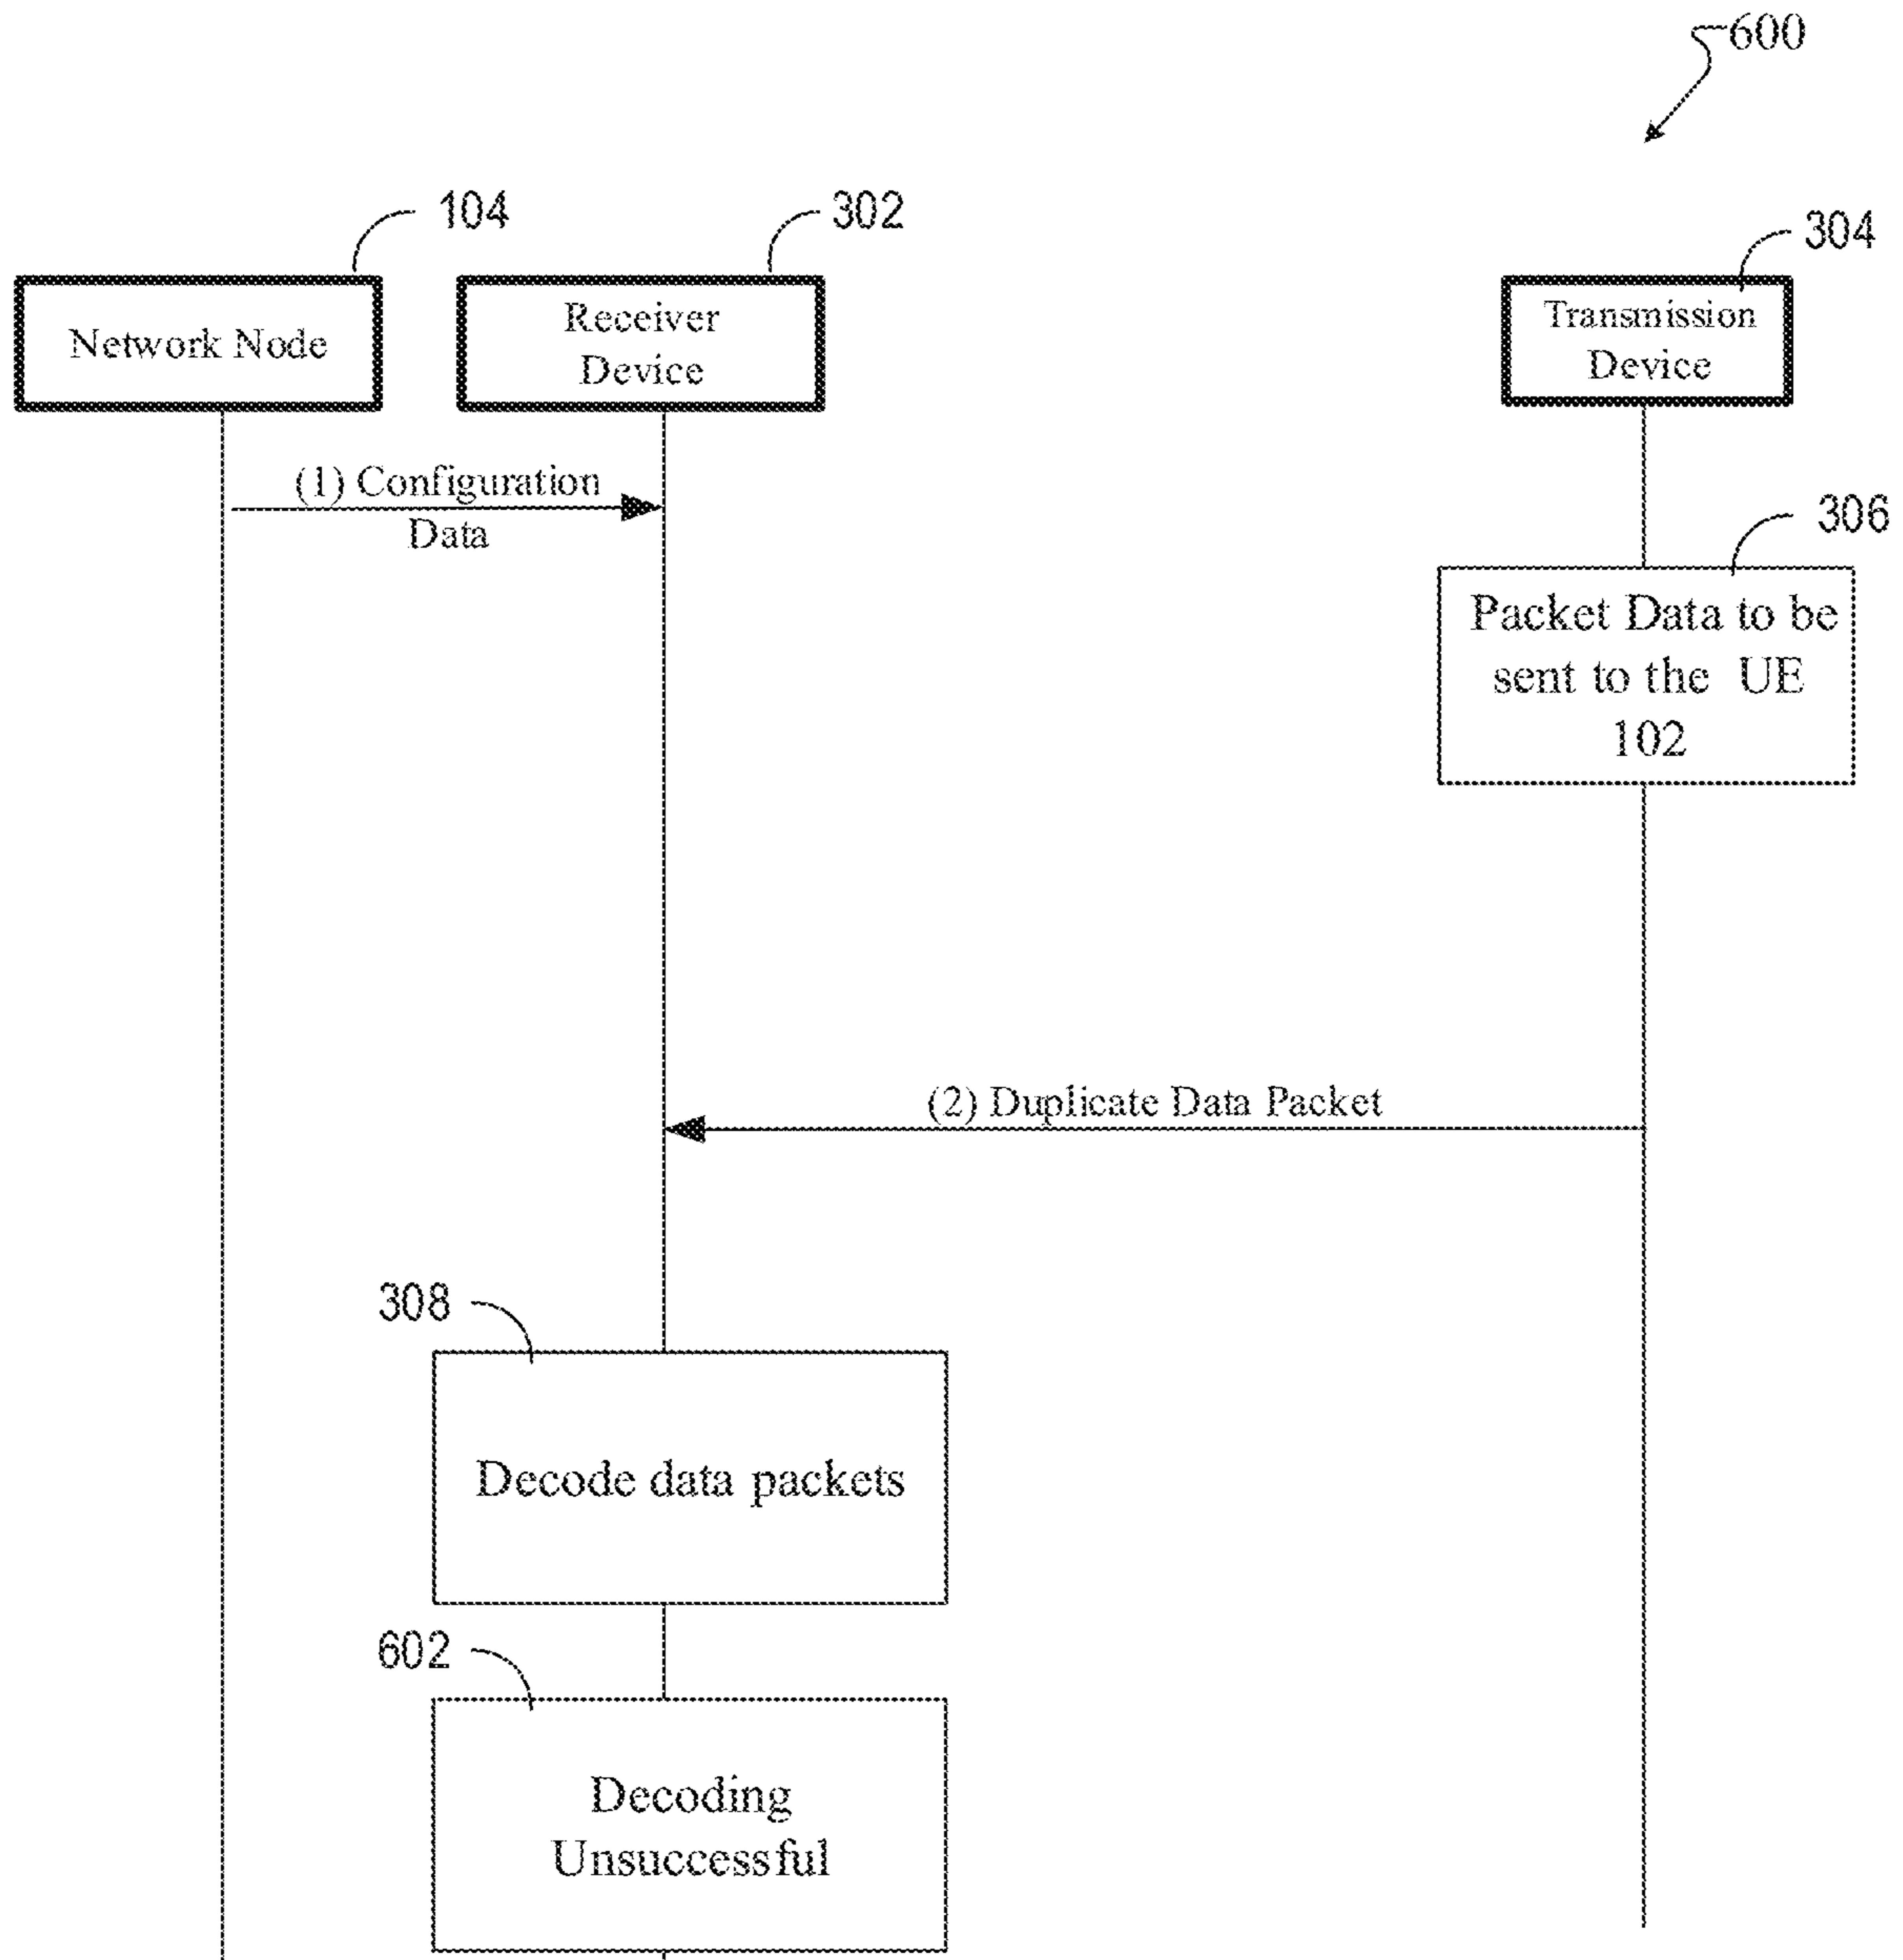 600
104
302
304
Network Node
Receiver
Device
Transmission
Device
(1) Configuration
Data
306
Packet Data to be
sent to the UE
102
(2) Duplicate Data Packet
308
Decode data packets
602
Decoding
Unsuccessful